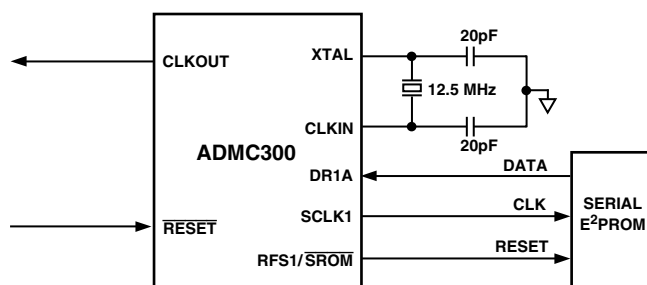 20pF
XTAL
CLKOUT
12.5 MHz
CLKIN
ADMC300
20pF
DR1A
DATA
SCLK1
CLK
SERIAL
E²PROM
RESET
RFS1/SROM
RESET